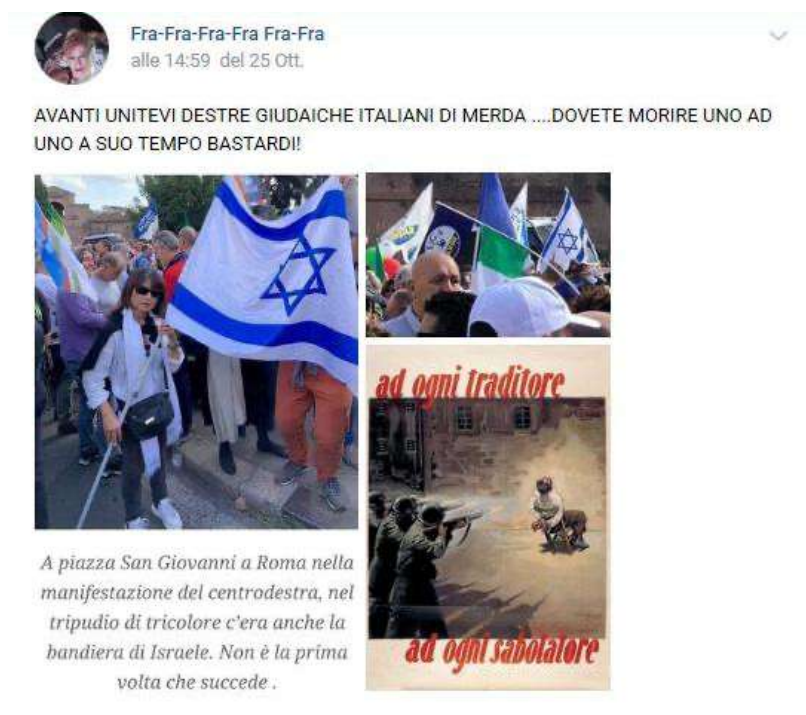 Fra-Fra-Fra-Fra Fra-Fra
alle 14:59 del 25 Ott.
AVANTI UNITEVI DESTRE GIUDAICHE ITALIANI DI MERDA ....DOVETE MORIRE UNO AD
UNO A SUO TEMPO BASTARDI!
ad ogni traditore
ad ogni sabotatore
A piazza San Giovanni a Roma nella
manifestazione del centrodestra, nel
tripudio di tricolore c'era anche la
bandiera di Israele. Non è la prima
volta che succede .